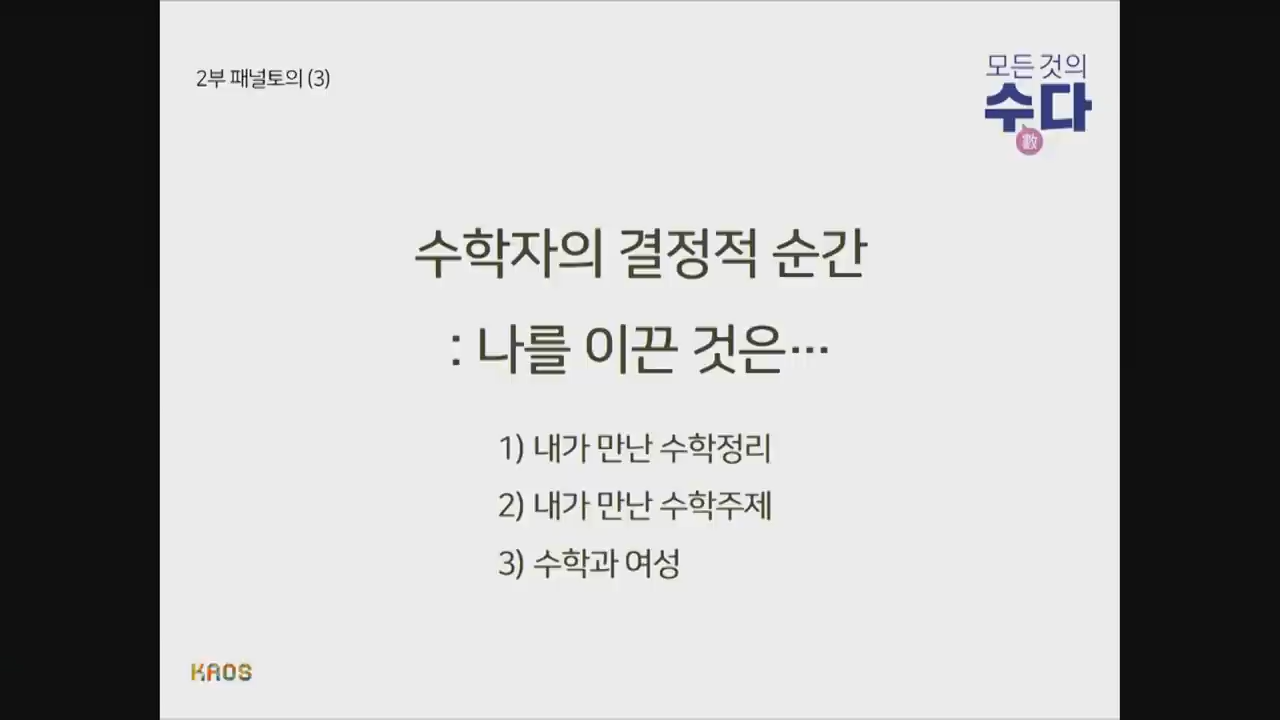 2부 패널토의 (3)
모든 것의
수다
數
수학자의 결정적 순간
: 나를 이끈 것은…
1) 내가 만난 수학정리
2) 내가 만난 수학주제
3) 수학과 여성
KAOS